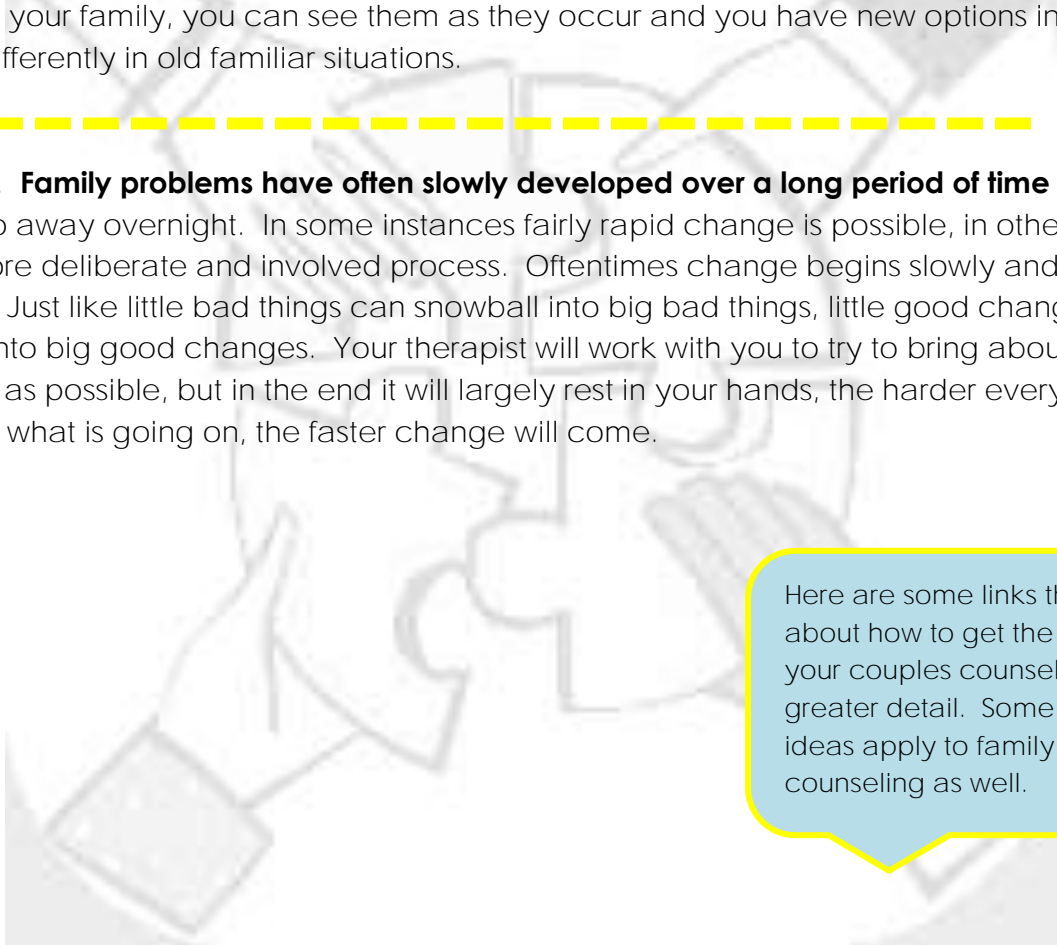 your family, you can see them as they occur and you have new options in
fferently in old familiar situations.
Family problems have often slowly developed over a long period of time
o away overnight.  In some instances fairly rapid change is possible, in othe
ore deliberate and involved process.  Oftentimes change begins slowly and
Just like little bad things can snowball into big bad things, little good chang
nto big good changes.  Your therapist will work with you to try to bring abou
as possible, but in the end it will largely rest in your hands, the harder every
what is going on, the faster change will come.
Here are some links th
about how to get the
your couples counsel
greater detail.  Some
ideas apply to family
counseling as well.